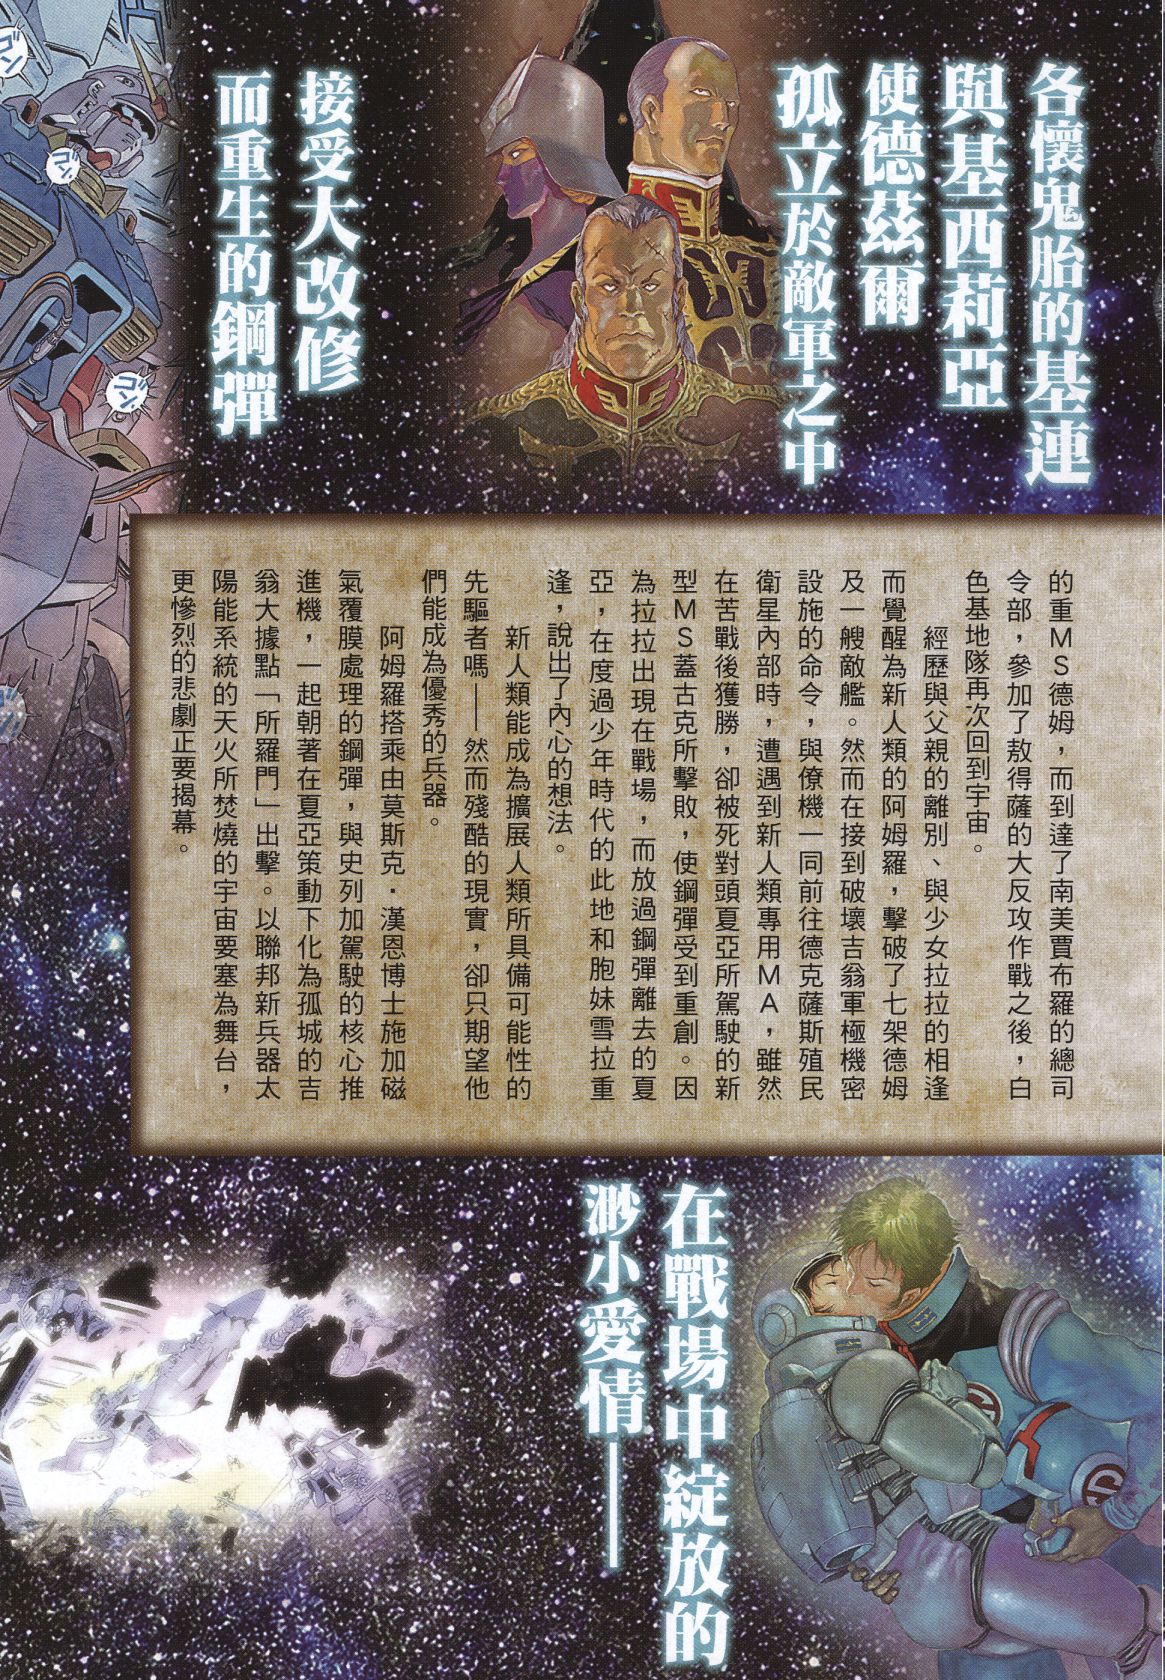 各懷鬼胎的基連
與基西莉亞
使德茲爾
孤立於敵軍之中
接受大改修
而重生的鋼彈
的重ＭＳ德姆，而到達了南美賈布羅的總司
令部，參加了敖得薩的大反攻作戰之後，白
色基地隊再次回到宇宙。
經歷與父親的離別、與少女拉拉的相逢
而覺醒為新人類的阿姆羅，擊破了七架德姆
及一艘敵艦。然而在接到破壞吉翁軍極機密
設施的命令，與僚機一同前往德克薩斯殖民
衛星內部時，遭遇到新人類專用ＭＡ，雖然
在苦戰後獲勝，卻被死對頭夏亞所駕駛的新
型ＭＳ蓋古克所擊敗，使鋼彈受到重創。因
為拉拉出現在戰場，而放過鋼彈離去的夏
亞，在度過少年時代的此地和胞妹雪拉重
逢，說出了內心的想法。
新人類能成為擴展人類所具備可能性的
先驅者嗎——然而殘酷的現實，卻只期望他
們能成為優秀的兵器。
阿姆羅搭乘由莫斯克・漢恩博士施加磁
氣覆膜處理的鋼彈，與史列加駕駛的核心推
進機，一起朝著在夏亞策動下化為孤城的吉
翁大據點「所羅門」出擊。以聯邦新兵器太
陽能系統的天火所焚燒的宇宙要塞為舞台，
更慘烈的悲劇正要揭幕。
在戰場中綻放的
渺小愛情——
ゴン
ゴン
ゴン